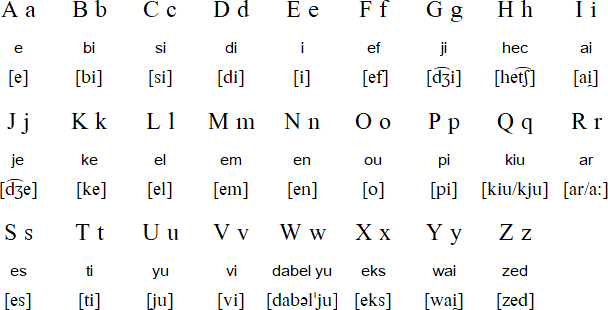 A a B b C c D d E e F f G g H h I i
e bi si di i ef ji hec ai
[e] [bi] [si] [di] [i] [ef] [d͡ʒi] [het͡ʃ] [ai̯]
J j K k L l M m N n O o P p Q q R r
je ke el em en ou pi kiu ar
[d͡ʒe] [ke] [el] [em] [en] [o] [pi] [kiu/kju] [ar/a:]
S s T t U u V v W w X x Y y Z z
es ti yu vi dabel yu eks wai zed
[es] [ti] [ju] [vi] [dabəl'ju] [eks] [wai̯] [zed]